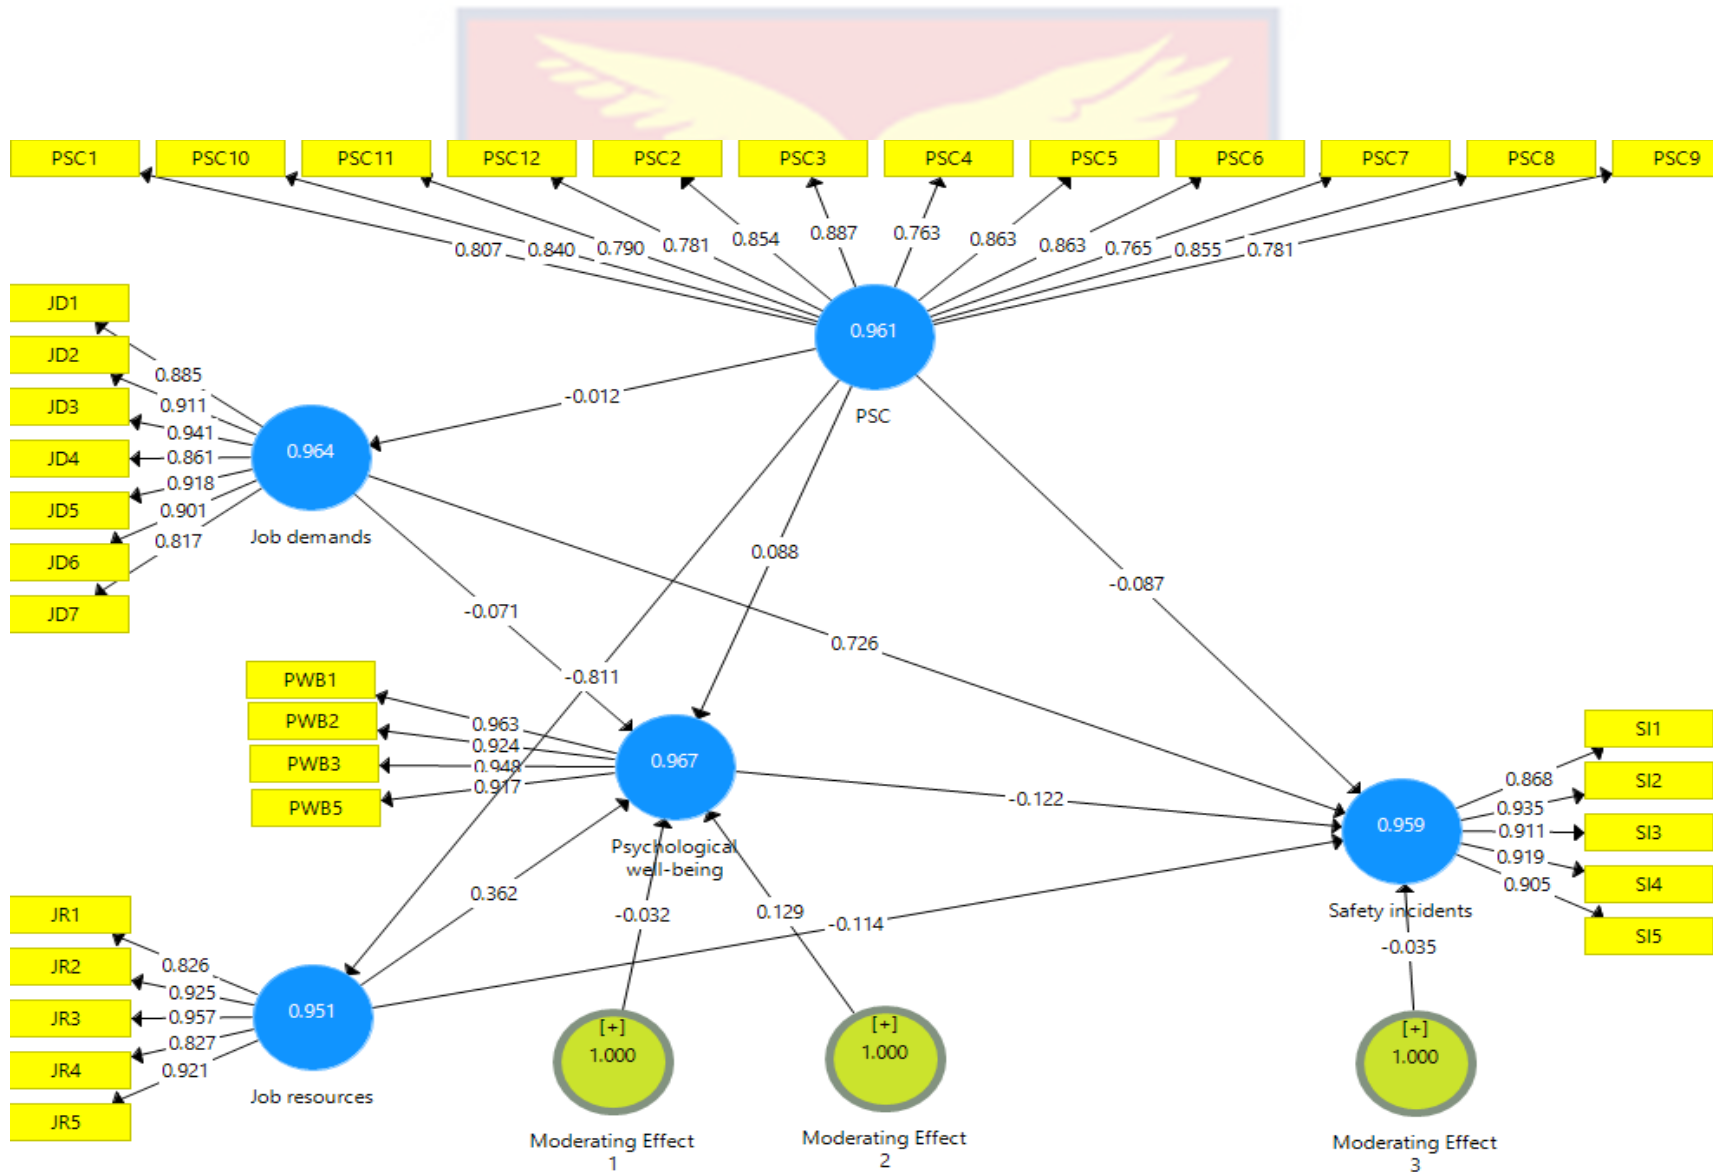 PSC1 PSC10 PSC11 PSC12 PSC2 PSC3 PSC4 PSC5 PSC6 PSC7 PSC8 PSC9
0.807 0.840 0.790 0.781 0.854 0.887 0.763 0.863 0.863 0.765 0.855 0.781
0.961
PSC
JD1
JD2
JD3
JD4
JD5
JD6
JD7
0.885
0.911
0.941
0.861
0.918
0.901
0.817
0.964
Job demands
-0.012
0.088
-0.087
-0.071
0.726
-0.811
PWB1
PWB2
PWB3
PWB5
0.963
0.924
0.948
0.917
0.967
Psychological
well-being
-0.122
SI1
SI2
SI3
SI4
SI5
0.868
0.935
0.911
0.919
0.905
0.959
Safety incidents
JR1
JR2
JR3
JR4
JR5
0.826
0.925
0.957
0.827
0.921
0.951
Job resources
0.362
-0.032
0.129
-0.114
-0.035
[+]
1.000
Moderating Effect
1
[+]
1.000
Moderating Effect
2
[+]
1.000
Moderating Effect
3